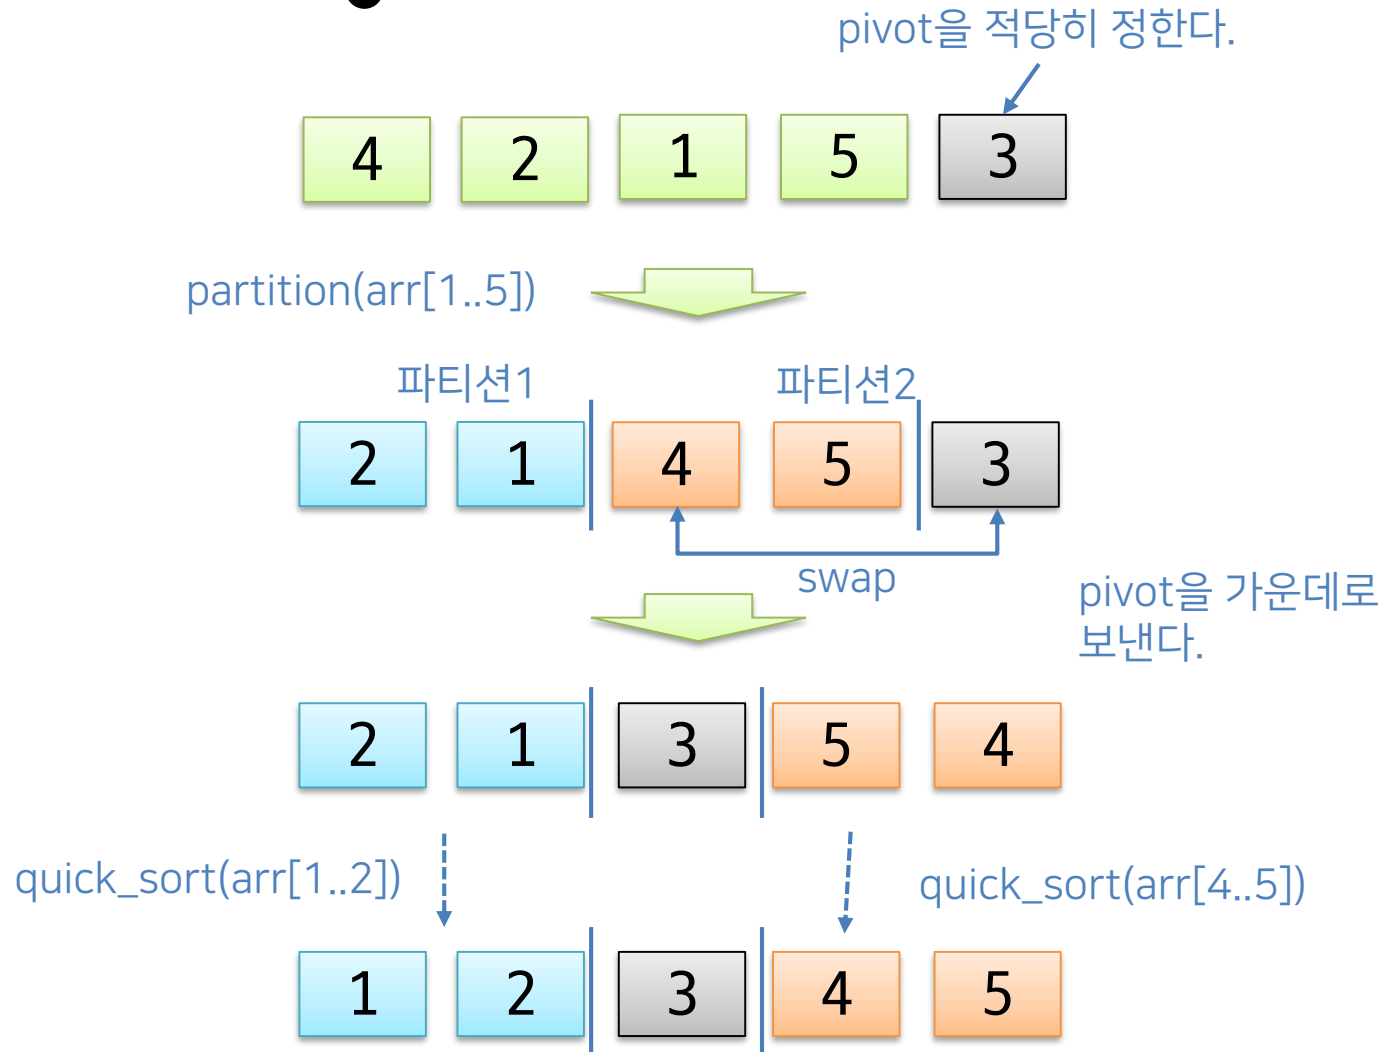 pivot을 적당히 정한다.
4 2 1 5 3
partition(arr[1..5])
파티션1 파티션2
2 1 4 5 3
swap
pivot을 가운데로
보낸다.
2 1 3 5 4
quick_sort(arr[1..2]) quick_sort(arr[4..5])
1 2 3 4 5